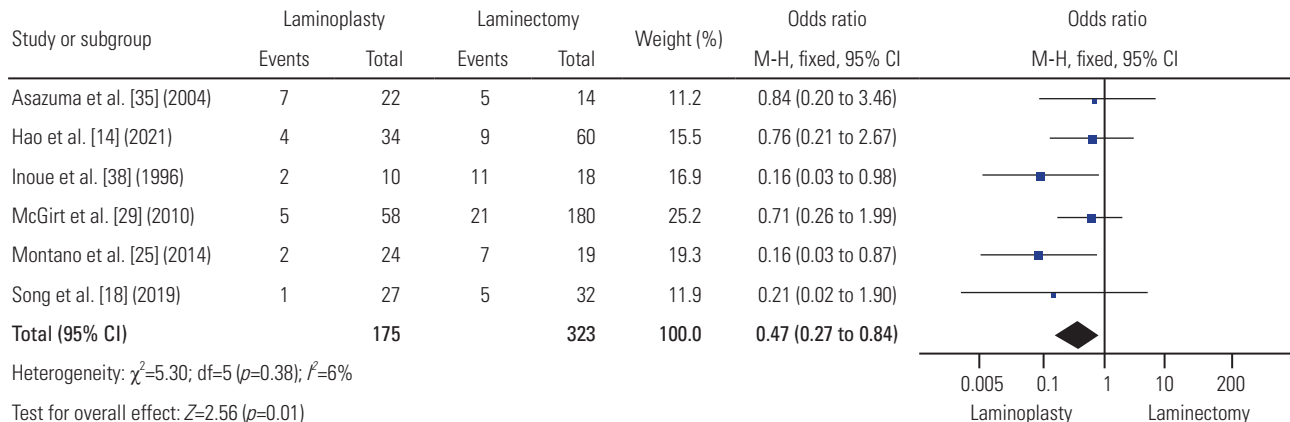 Study or subgroup Laminoplasty Laminectomy Weight (%) Odds ratio Odds ratio
Events Total Events Total M-H, fixed, 95% CI M-H, fixed, 95% CI
Asazuma et al. [35] (2004) 7 22 5 14 11.2 0.84 (0.20 to 3.46)
Hao et al. [14] (2021) 4 34 9 60 15.5 0.76 (0.21 to 2.67)
Inoue et al. [38] (1996) 2 10 11 18 16.9 0.16 (0.03 to 0.98)
McGirt et al. [29] (2010) 5 58 21 180 25.2 0.71 (0.26 to 1.99)
Montano et al. [25] (2014) 2 24 7 19 19.3 0.16 (0.03 to 0.87)
Song et al. [18] (2019) 1 27 5 32 11.9 0.21 (0.02 to 1.90)
Total (95% CI) 175 323 100.0 0.47 (0.27 to 0.84)
Heterogeneity: χ²=5.30; df=5 (p=0.38); I²=6%
Test for overall effect: Z=2.56 (p=0.01)
0.005 0.1 1 10 200
Laminoplasty Laminectomy